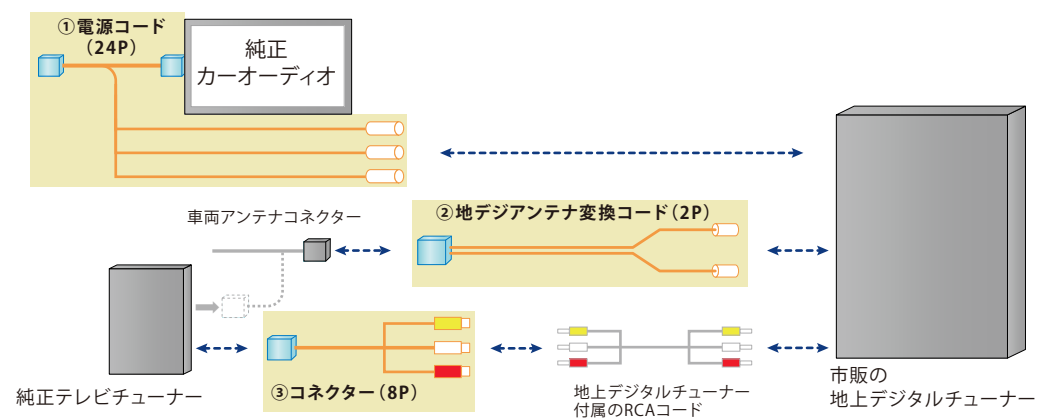 ①電源コード
（24P）
純正
カーオーディオ
②地デジアンテナ変換コード（2P）
車両アンテナコネクター
③コネクター（8P）
純正テレビチューナー
地上デジタルチューナー
付属のRCAコード
市販の
地上デジタルチューナー